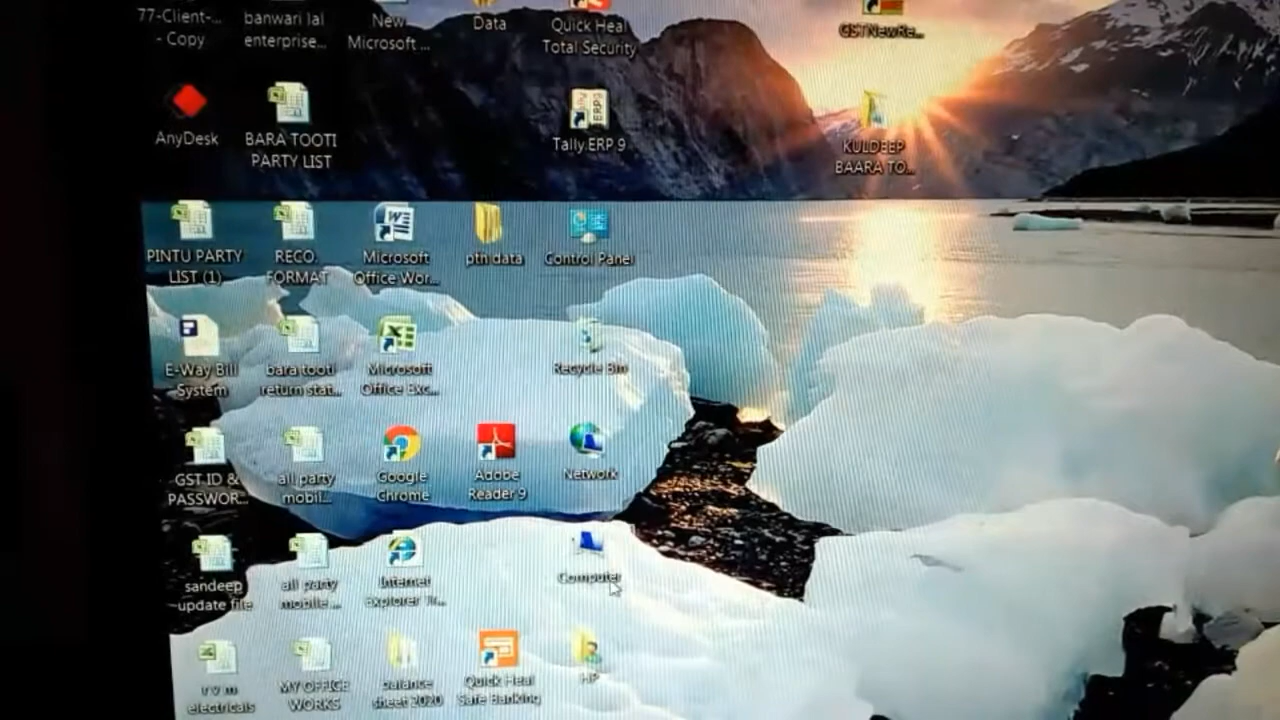 77-Client-...
- Copy
banwari lal
enterprise...
New
Microsoft ...
Data
Quick Heal
Total Security
GSTNewRe...
AnyDesk
BARA TOOTI
PARTY LIST
Tally.ERP 9
KULDEEP
BAARA TO...
PINTU PARTY
LIST (1)
RECO.
FORMAT
Microsoft
Office Wor...
ptn data
Control Panel
E-Way Bill
System
bara tooti
return stat...
Microsoft
Office Exc...
Recycle Bin
GST ID &
PASSWOR...
all party
mobil...
Google
Chrome
Adobe
Reader 9
Network
sandeep
update file
all party
mobile ...
Internet
Explorer Tr...
Computer
r v m
electricals
MY OFFICE
WORKS
balance
sheet 2020
Quick Heal
Safe Banking
HP